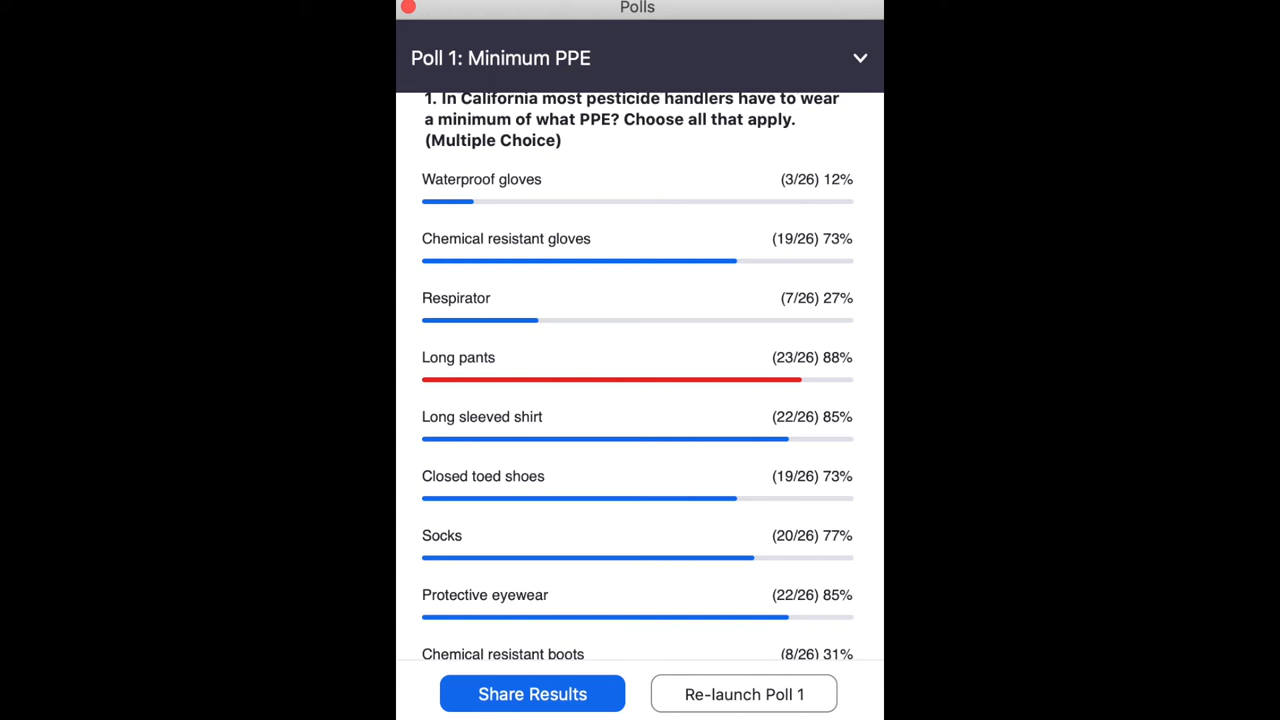 Polls
Poll 1: Minimum PPE
1. In California most pesticide handlers have to wear
a minimum of what PPE? Choose all that apply.
(Multiple Choice)
Waterproof gloves (3/26) 12%
Chemical resistant gloves (19/26) 73%
Respirator (7/26) 27%
Long pants (23/26) 88%
Long sleeved shirt (22/26) 85%
Closed toed shoes (19/26) 73%
Socks (20/26) 77%
Protective eyewear (22/26) 85%
Chemical resistant boots (8/26) 31%
Share Results Re-launch Poll 1